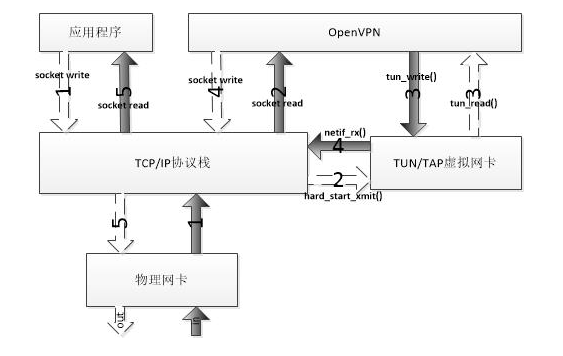 应用程序
OpenVPN
socket write
1
5
socket read
socket write
4
2
socket read
tun_write()
3
3
tun_read()
TCP/IP协议栈
netif_rx()
4
2
hard_start_xmit()
TUN/TAP虚拟网卡
5
1
物理网卡
out
in